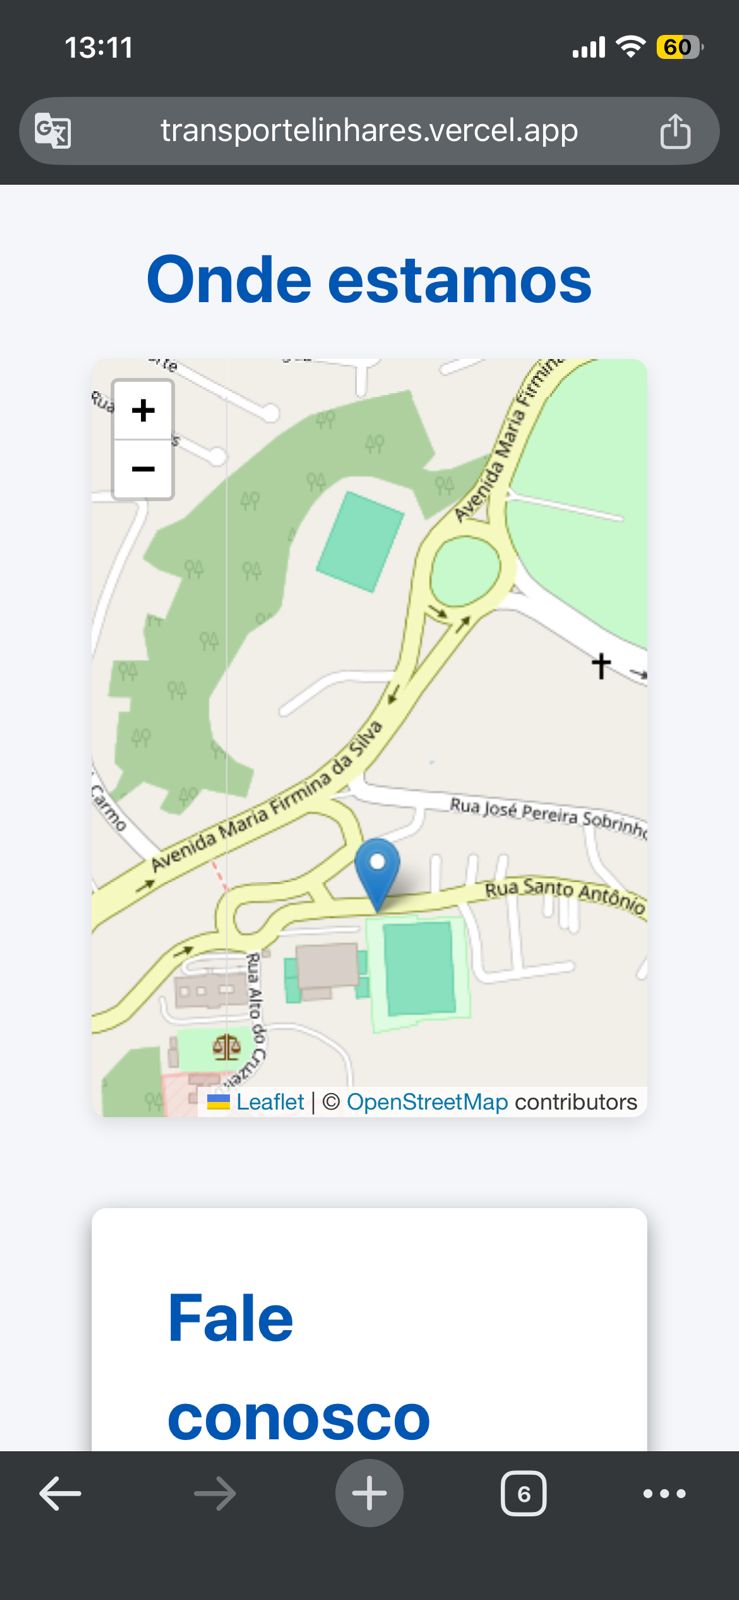 13:11
60
transportelinhares.vercel.app
Onde estamos
Rua
+
−
Avenida Maria Firmina
Avenida Maria Firmina da Silva
Carmo
Rua José Pereira Sobrinho
Rua Santo Antônio
Rua Alto do Cruzei
Leaflet | © OpenStreetMap contributors
Fale
conosco
6